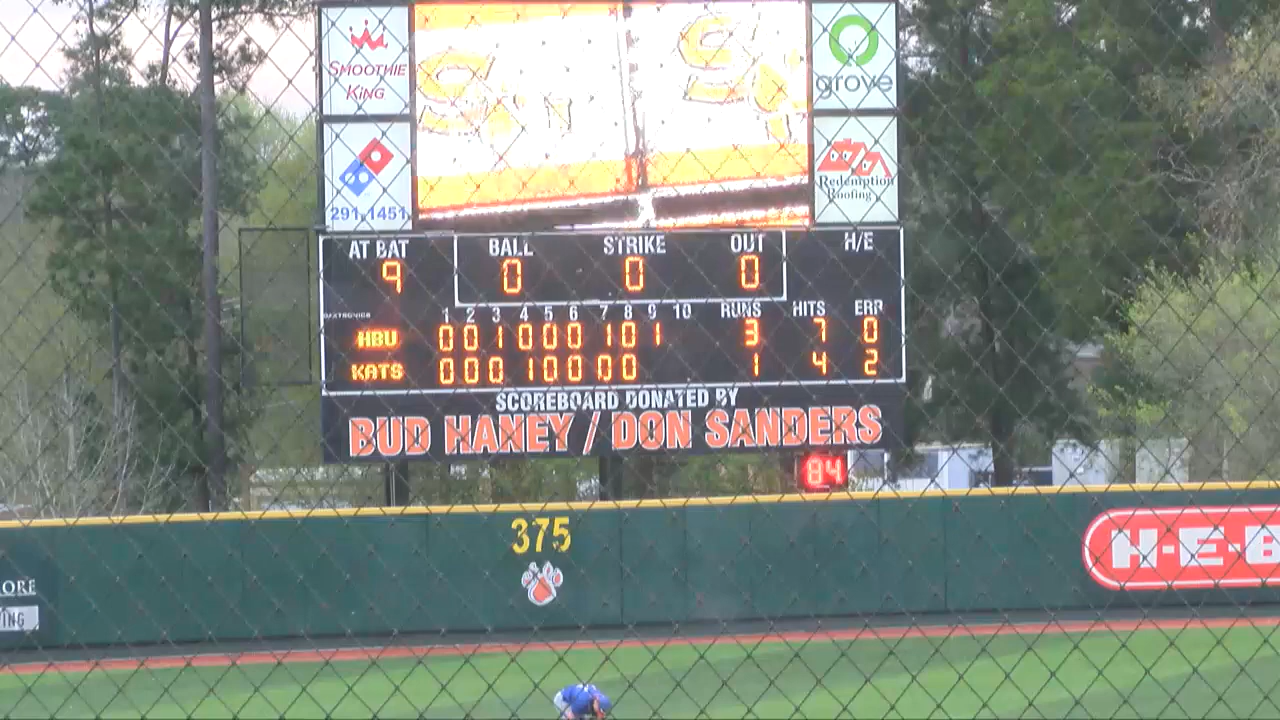 SMOOTHIE
KING
grove
291-1451
Redemption
Roofing
AT BAT BALL STRIKE OUT H/E
9 0 0 0
DAKTRONICS 1 2 3 4 5 6 7 8 9 10 RUNS HITS ERR
HBU 0 0 1 0 0 0 1 0 1 3 7 0
KATS 0 0 0 1 0 0 0 0 1 4 2
SCOREBOARD DONATED BY
BUD HANEY / DON SANDERS
84
375
H-E-B
ORE
ING